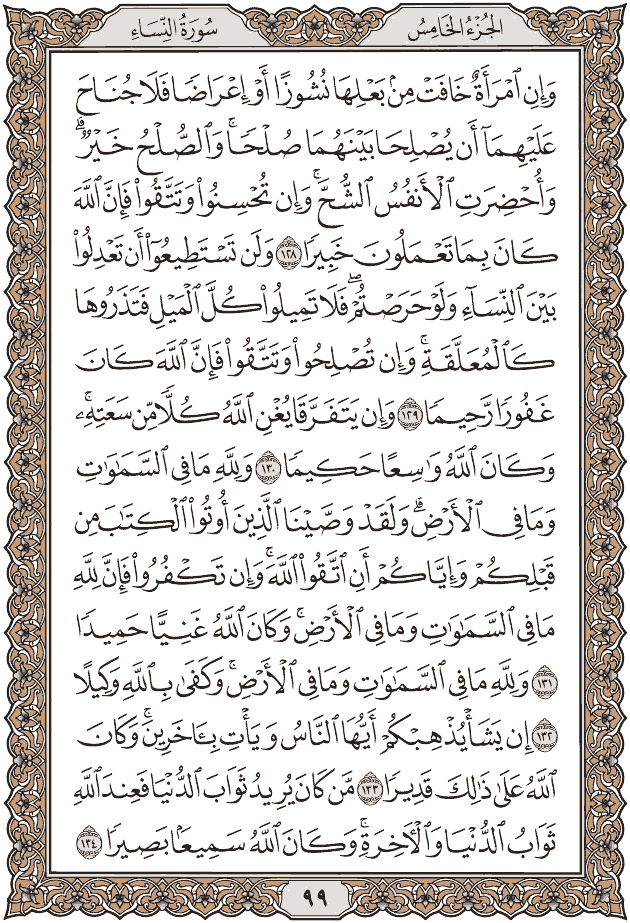 الجُزْءُ الخَامِسُ
سُورَةُ النِّسَاءِ
وَإِنِ ٱمْرَأَةٌ خَافَتْ مِنۢ بَعْلِهَا نُشُوزًا أَوْ إِعْرَاضًا فَلَا جُنَاحَ
عَلَيْهِمَآ أَن يُصْلِحَا بَيْنَهُمَا صُلْحًا ۚ وَٱلصُّلْحُ خَيْرٌ ۗ
وَأُحْضِرَتِ ٱلْأَنفُسُ ٱلشُّحَّ ۚ وَإِن تُحْسِنُوا۟ وَتَتَّقُوا۟ فَإِنَّ ٱللَّهَ
كَانَ بِمَا تَعْمَلُونَ خَبِيرًا ١٢٨ وَلَن تَسْتَطِيعُوٓا۟ أَن تَعْدِلُوا۟
بَيْنَ ٱلنِّسَآءِ وَلَوْ حَرَصْتُمْ ۖ فَلَا تَمِيلُوا۟ كُلَّ ٱلْمَيْلِ فَتَذَرُوهَا
كَٱلْمُعَلَّقَةِ ۚ وَإِن تُصْلِحُوا۟ وَتَتَّقُوا۟ فَإِنَّ ٱللَّهَ كَانَ
غَفُورًا رَّحِيمًا ١٢٩ وَإِن يَتَفَرَّقَا يُغْنِ ٱللَّهُ كُلًّا مِّن سَعَتِهِۦ ۚ
وَكَانَ ٱللَّهُ وَٰسِعًا حَكِيمًا ١٣٠ وَلِلَّهِ مَا فِى ٱلسَّمَٰوَٰتِ
وَمَا فِى ٱلْأَرْضِ ۗ وَلَقَدْ وَصَّيْنَا ٱلَّذِينَ أُوتُوا۟ ٱلْكِتَٰبَ مِن
قَبْلِكُمْ وَإِيَّاكُمْ أَنِ ٱتَّقُوا۟ ٱللَّهَ ۚ وَإِن تَكْفُرُوا۟ فَإِنَّ لِلَّهِ
مَا فِى ٱلسَّمَٰوَٰتِ وَمَا فِى ٱلْأَرْضِ ۚ وَكَانَ ٱللَّهُ غَنِيًّا حَمِيدًا
١٣١ وَلِلَّهِ مَا فِى ٱلسَّمَٰوَٰتِ وَمَا فِى ٱلْأَرْضِ ۚ وَكَفَىٰ بِٱللَّهِ وَكِيلًا
١٣٢ إِن يَشَأْ يُذْهِبْكُمْ أَيُّهَا ٱلنَّاسُ وَيَأْتِ بِـَٔاخَرِينَ ۚ وَكَانَ
ٱللَّهُ عَلَىٰ ذَٰلِكَ قَدِيرًا ١٣٣ مَّن كَانَ يُرِيدُ ثَوَابَ ٱلدُّنْيَا فَعِندَ ٱللَّهِ
ثَوَابُ ٱلدُّنْيَا وَٱلْـَٔاخِرَةِ ۚ وَكَانَ ٱللَّهُ سَمِيعًۢا بَصِيرًا ١٣٤
٩٩